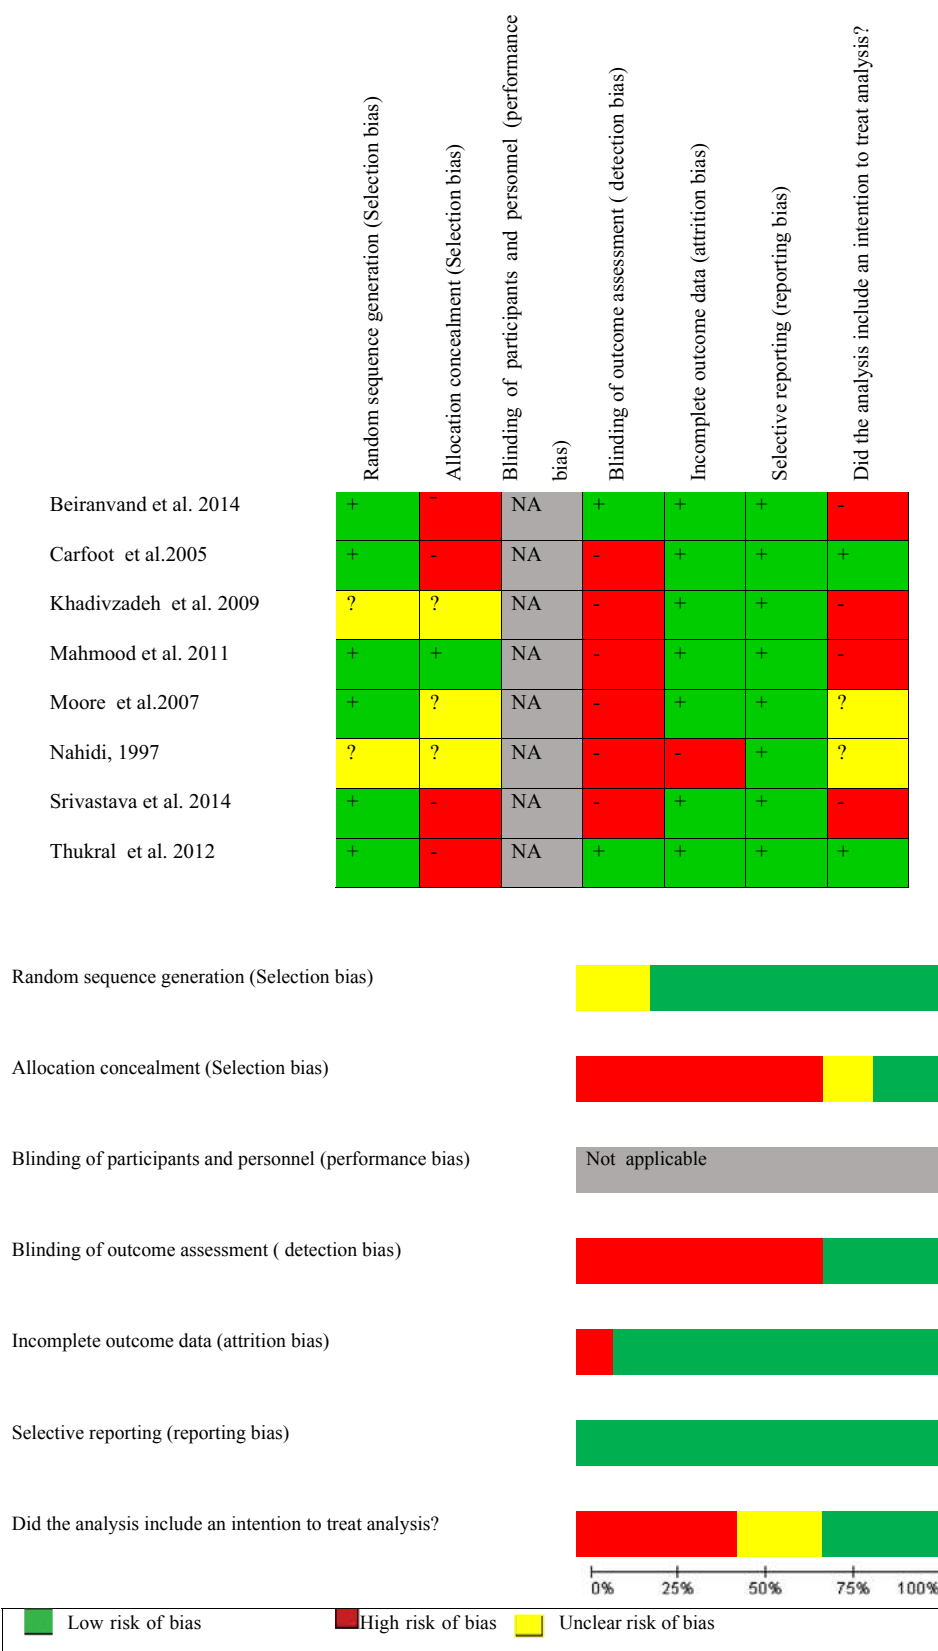 Random sequence generation (Selection bias)
Allocation concealment (Selection bias)
Blinding of participants and personnel (performance
bias)
Blinding of outcome assessment ( detection bias)
Incomplete outcome data (attrition bias)
Selective reporting (reporting bias)
Did the analysis include an intention to treat analysis?
Beiranvand et al. 2014 + - NA + + + -
Carfoot et al.2005 + - NA - + + +
Khadivzadeh et al. 2009 ? ? NA - + + -
Mahmood et al. 2011 + + NA - + + -
Moore et al.2007 + ? NA - + + ?
Nahidi, 1997 ? ? NA - - + ?
Srivastava et al. 2014 + - NA - + + -
Thukral et al. 2012 + - NA + + + +
Random sequence generation (Selection bias)
Allocation concealment (Selection bias)
Blinding of participants and personnel (performance bias) Not applicable
Blinding of outcome assessment ( detection bias)
Incomplete outcome data (attrition bias)
Selective reporting (reporting bias)
Did the analysis include an intention to treat analysis?
0% 25% 50% 75% 100%
Low risk of bias High risk of bias Unclear risk of bias